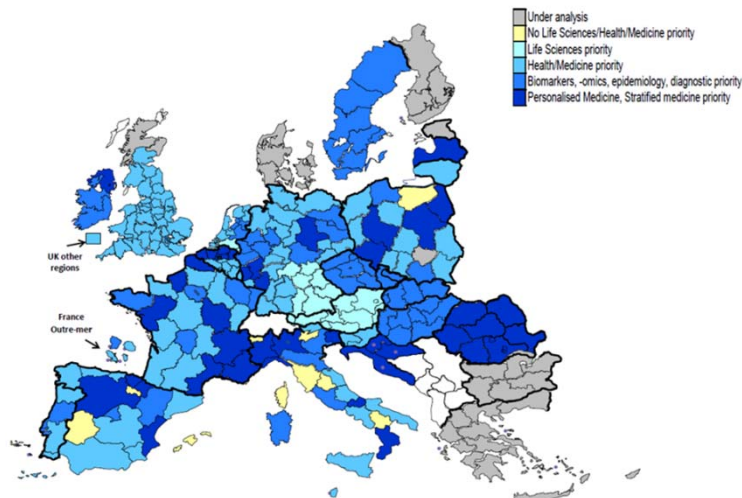 Under analysis
No Life Sciences/Health/Medicine priority
Life Sciences priority
Health/Medicine priority
Biomarkers, -omics, epidemiology, diagnostic priority
Personalised Medicine, Stratified medicine priority
UK other
regions
France
Outre-mer